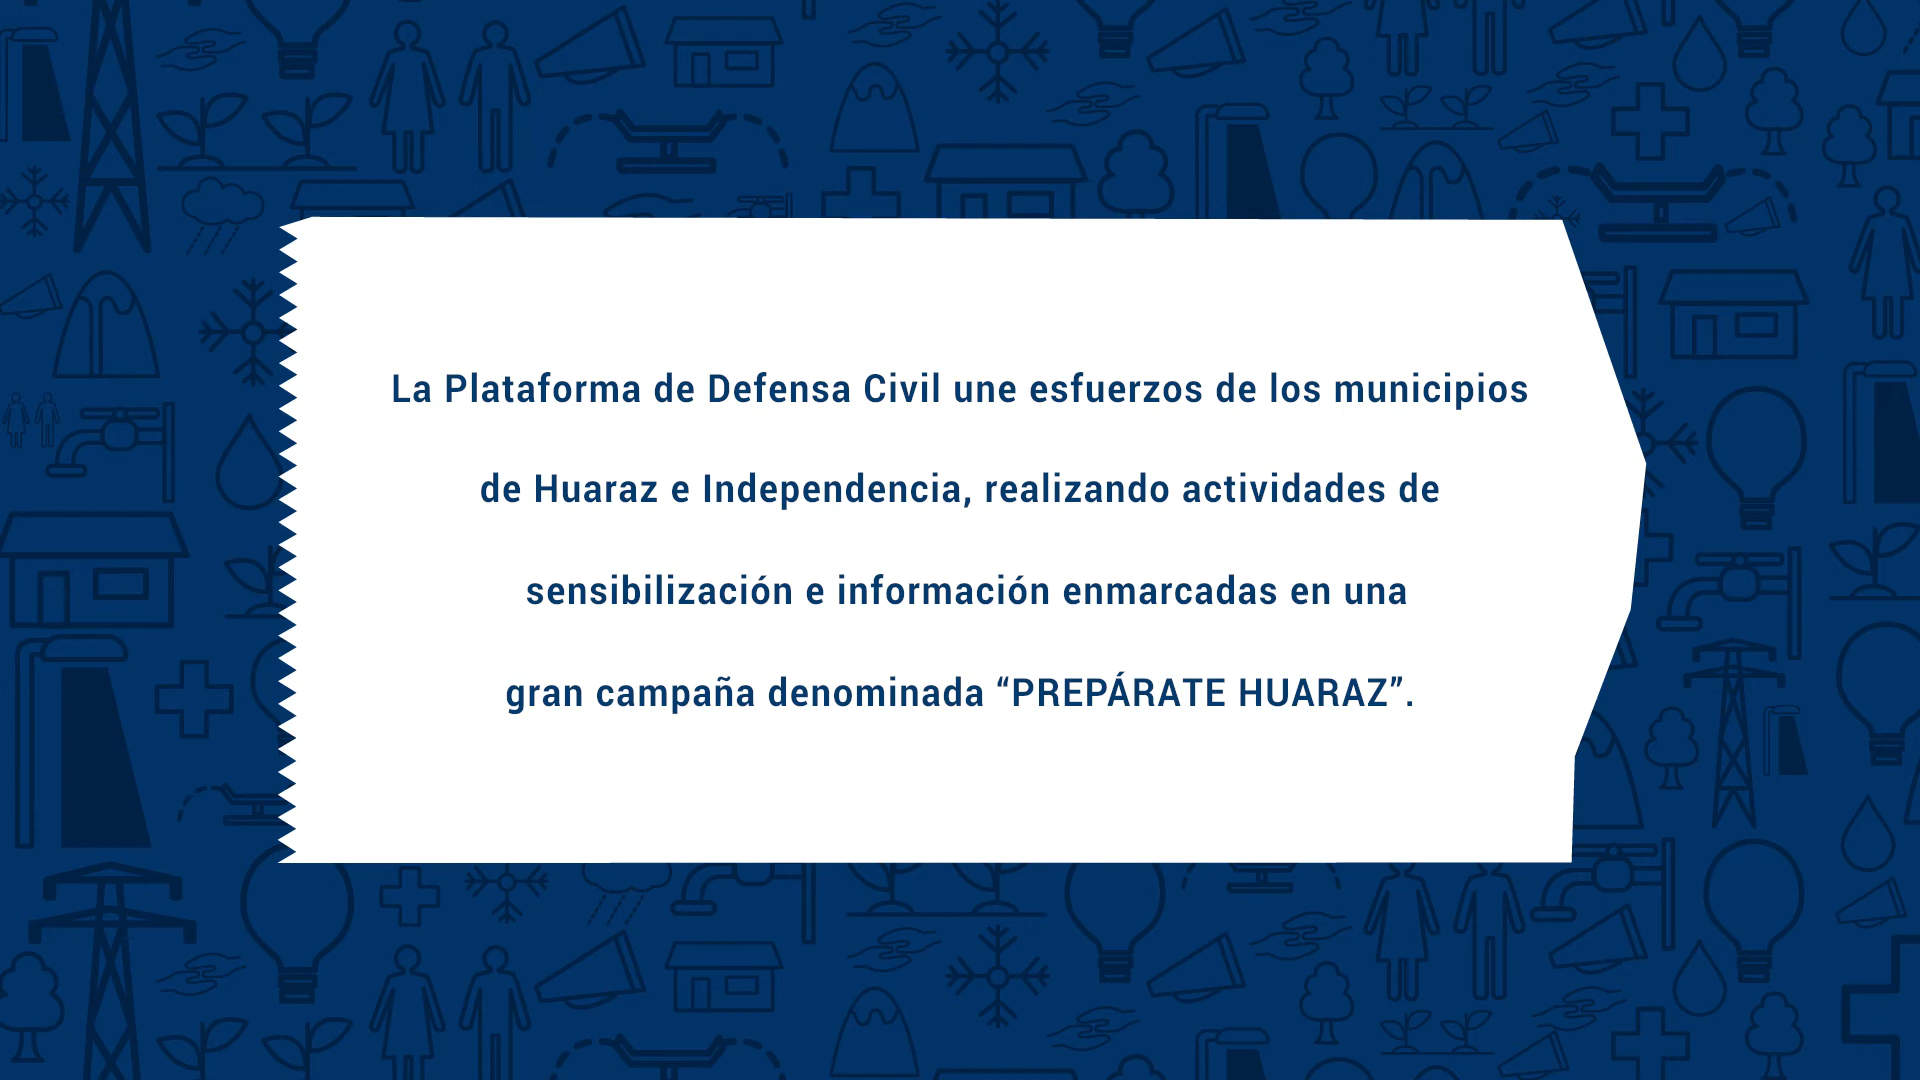 La Plataforma de Defensa Civil une esfuerzos de los municipios
de Huaraz e Independencia, realizando actividades de
sensibilización e información enmarcadas en una
gran campaña denominada “PREPÁRATE HUARAZ”.